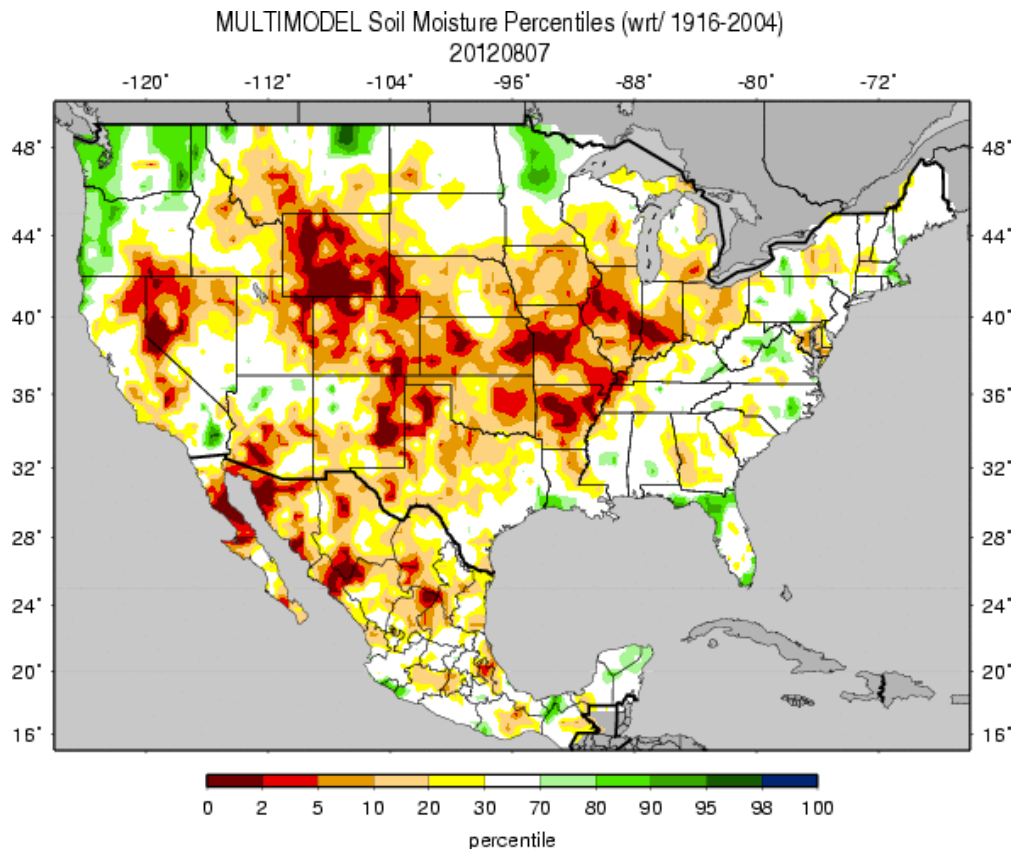 MULTIMODEL Soil Moisture Percentiles (wrt/ 1916-2004)
20120807
-120° -112° -104° -96° -88° -80° -72°
48° 48°
44° 44°
40° 40°
36° 36°
32° 32°
28° 28°
24° 24°
20° 20°
16° 16°
0 2 5 10 20 30 70 80 90 95 98 100
percentile